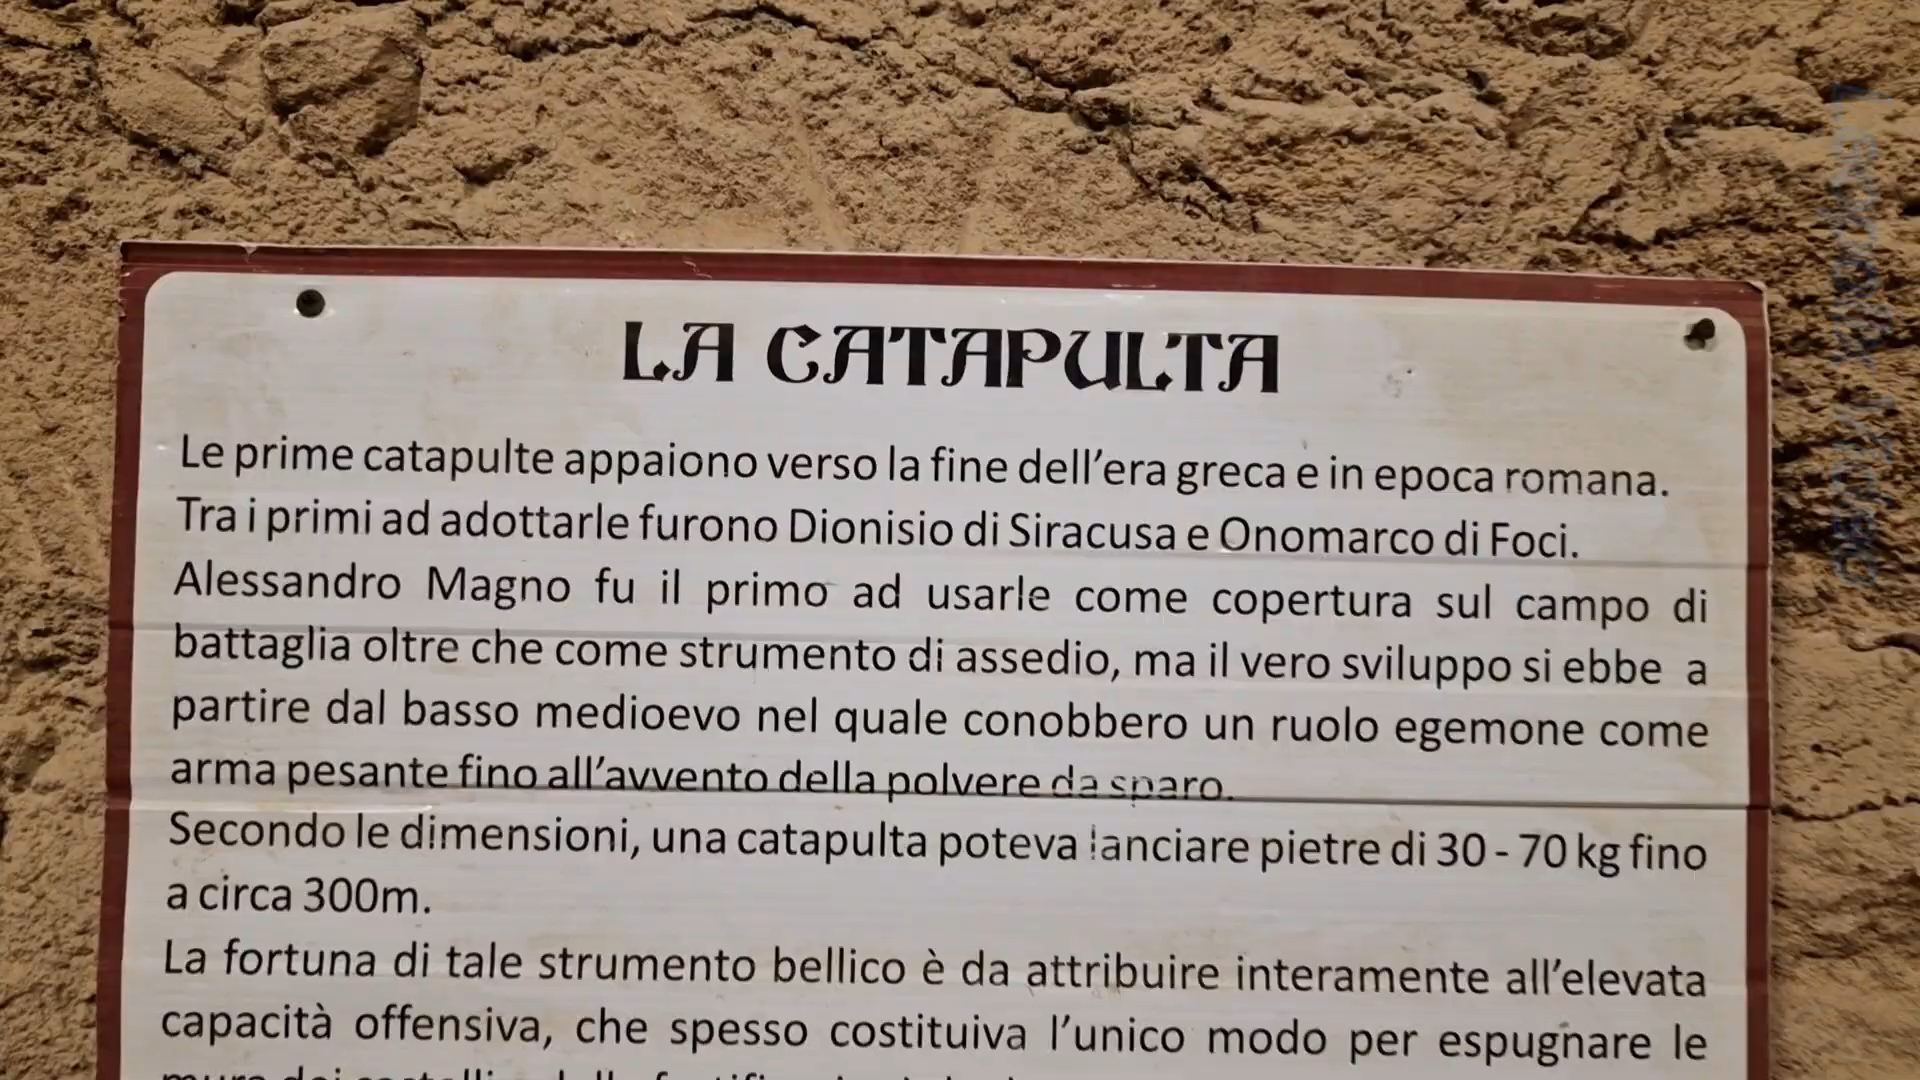 LA CATAPULTA
Le prime catapulte appaiono verso la fine dell'era greca e in epoca romana.
Tra i primi ad adottarle furono Dionisio di Siracusa e Onomarco di Foci.
Alessandro Magno fu il primo ad usarle come copertura sul campo di
battaglia oltre che come strumento di assedio, ma il vero sviluppo si ebbe a
partire dal basso medioevo nel quale conobbero un ruolo egemone come
arma pesante fino all'avvento della polvere da sparo.
Secondo le dimensioni, una catapulta poteva lanciare pietre di 30 - 70 kg fino
a circa 300m.
La fortuna di tale strumento bellico è da attribuire interamente all'elevata
capacità offensiva, che spesso costituiva l'unico modo per espugnare le